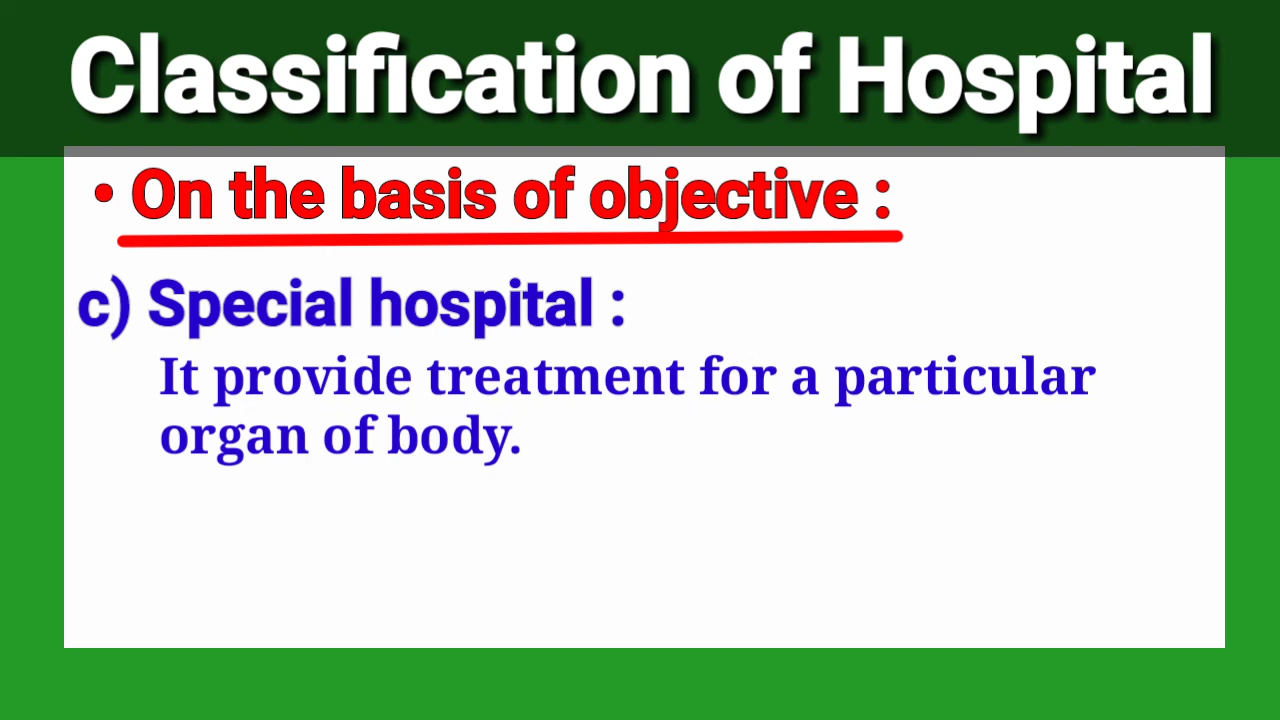 Classification of Hospital
• On the basis of objective :
c) Special hospital :
It provide treatment for a particular
organ of body.